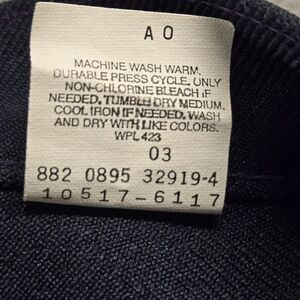 A O
MACHINE WASH WARM,
DURABLE PRESS CYCLE. ONLY
NON-CHLORINE BLEACH IF
NEEDED. TUMBLE DRY MEDIUM.
COOL IRON IF NEEDED. WASH
AND DRY WITH LIKE COLORS.
WPL 423
03
882 0895 32919-4
10517-6117